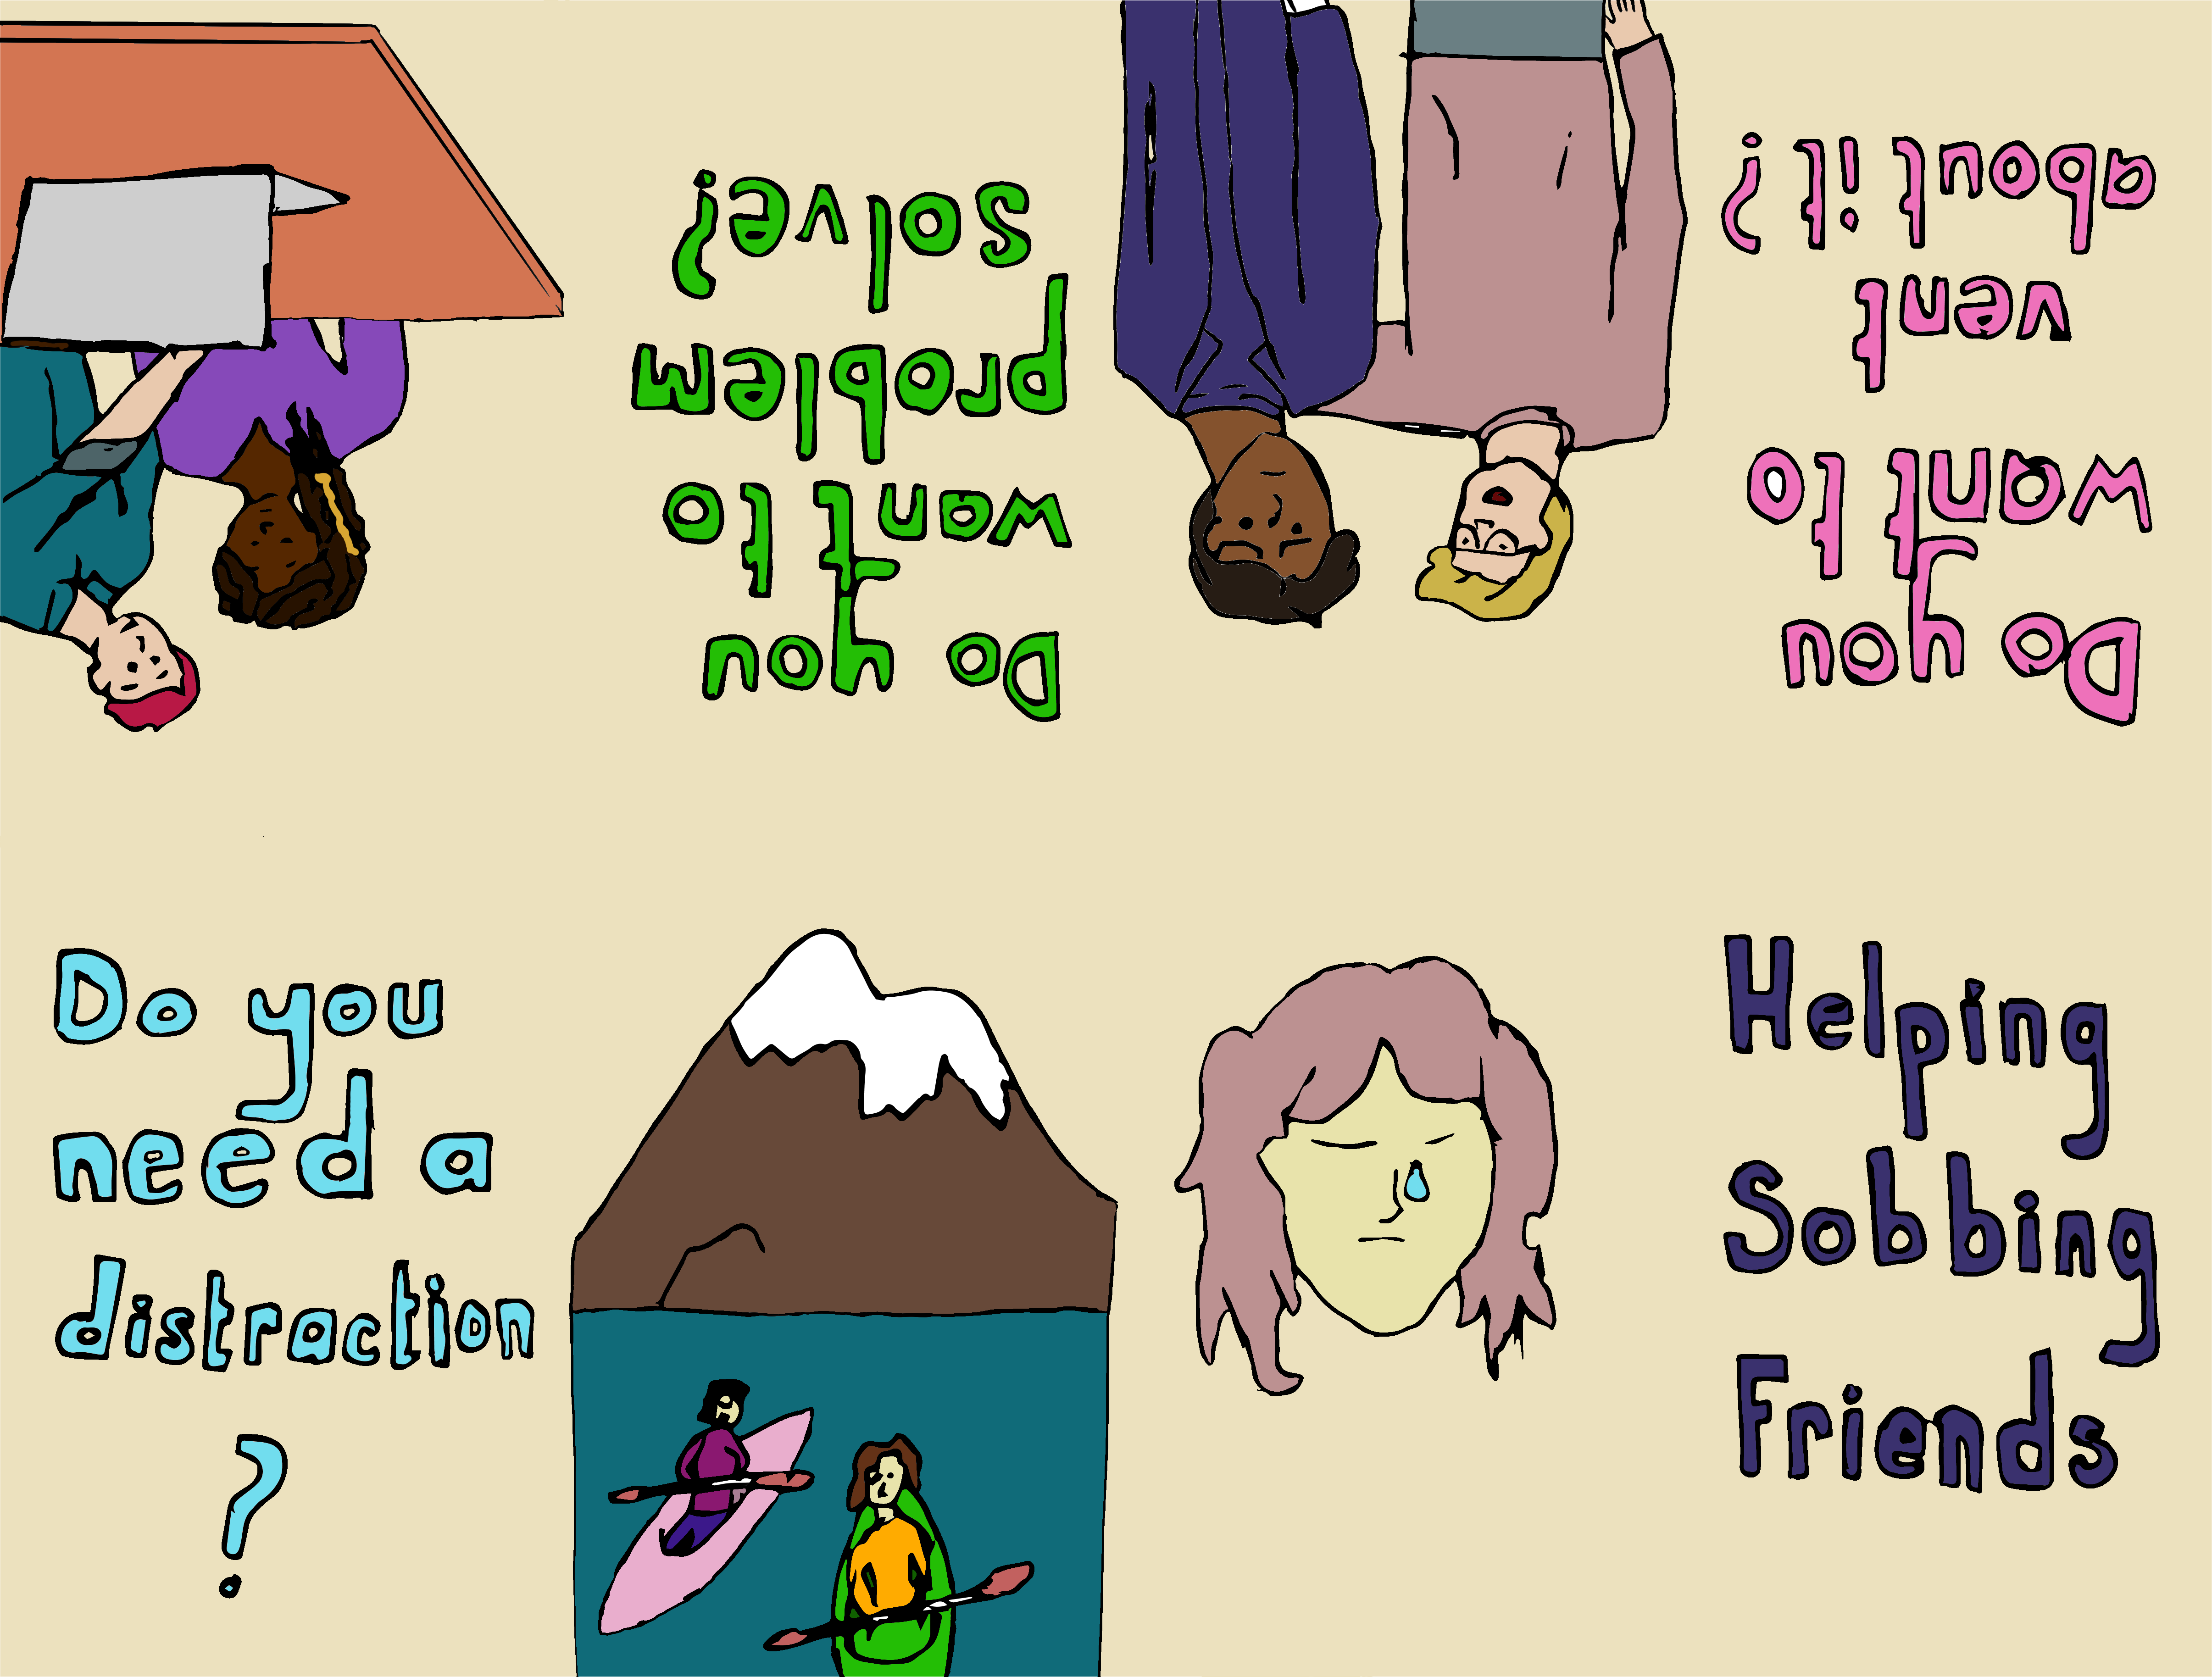 Helping
Sobbing
Friends
Do you
want to
vent
about it?
Do you
want to
problem
solve?
Do you
need a
distraction
?